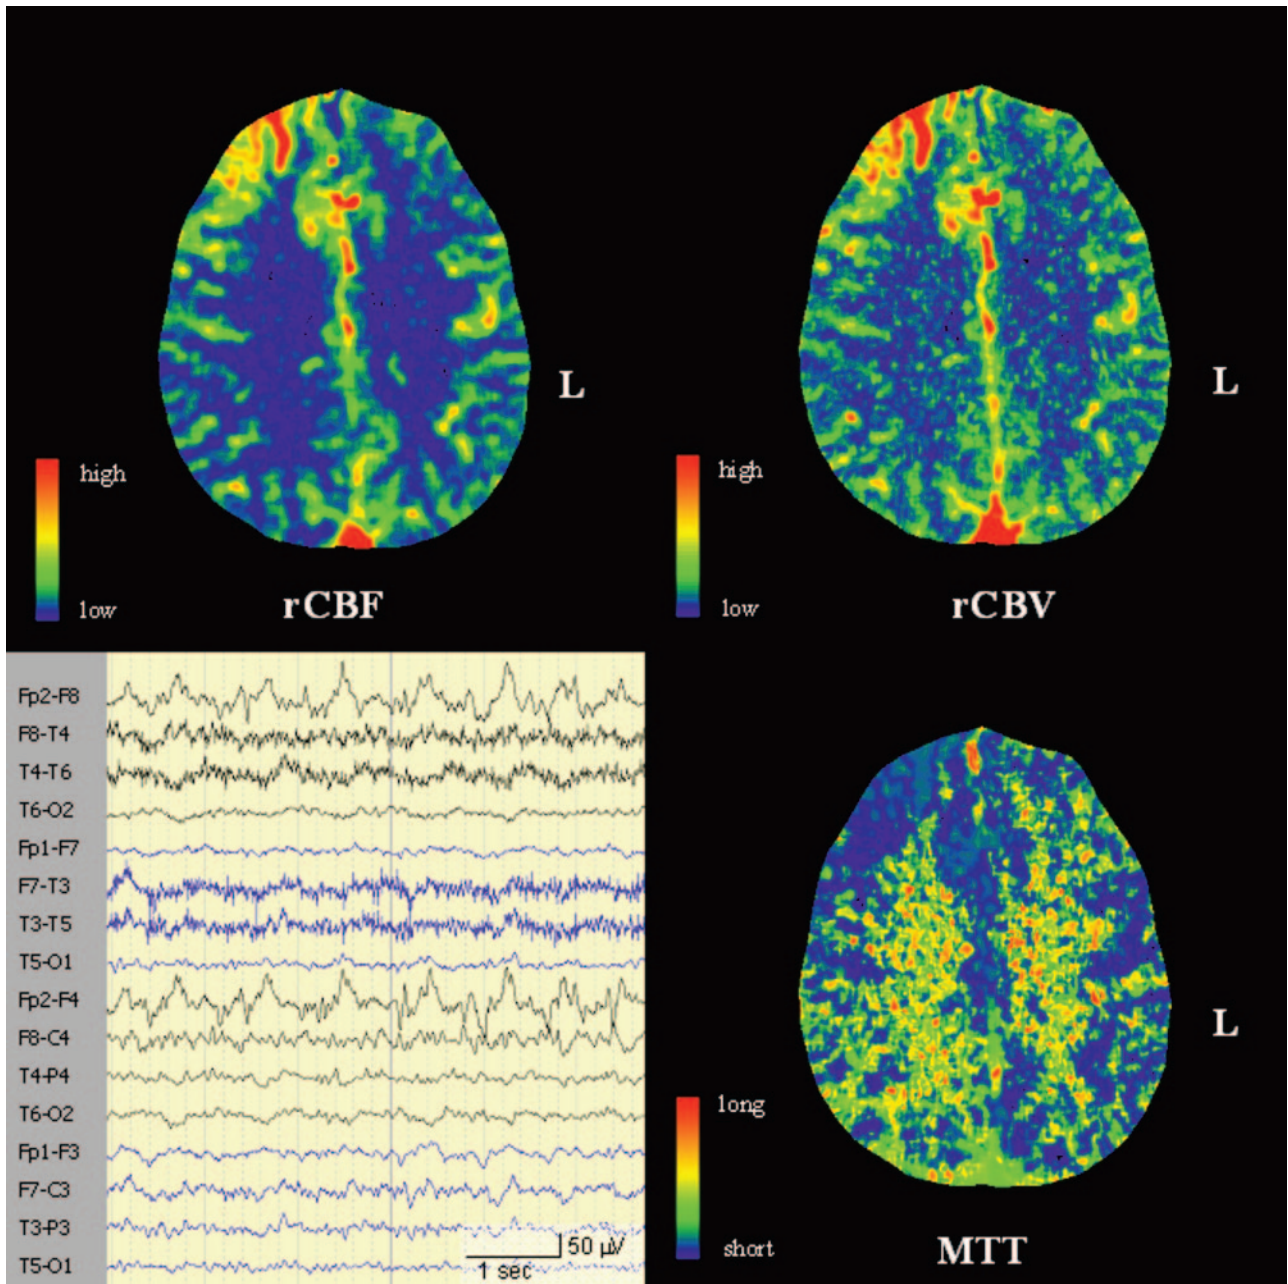 L
high
low
rCBF
L
high
low
rCBV
Fp2-F8
F8-T4
T4-T6
T6-O2
Fp1-F7
F7-T3
T3-T5
T5-O1
Fp2-F4
F8-C4
T4-P4
T6-O2
Fp1-F3
F7-C3
T3-P3
T5-O1
50 µV
1 sec
L
long
short
MTT